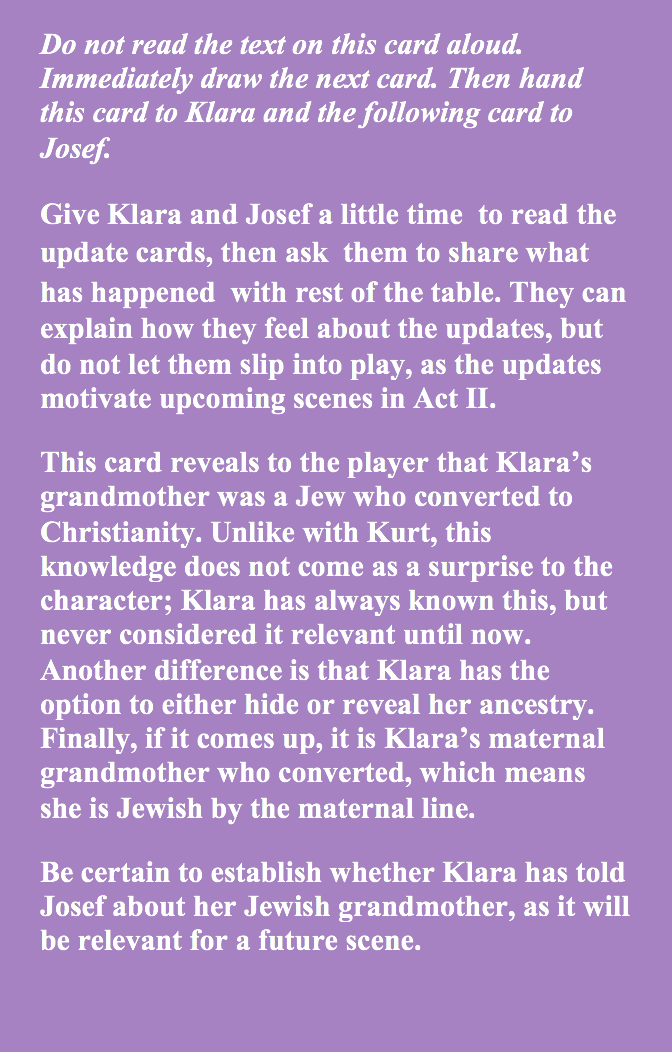 Do not read the text on this card aloud.
Immediately draw the next card. Then hand
this card to Klara and the following card to
Josef.
Give Klara and Josef a little time  to read the
update cards, then ask  them to share what
has happened  with rest of the table. They can
explain how they feel about the updates, but
do not let them slip into play, as the updates
motivate upcoming scenes in Act II.
This card reveals to the player that Klara’s
grandmother was a Jew who converted to
Christianity. Unlike with Kurt, this
knowledge does not come as a surprise to the
character; Klara has always known this, but
never considered it relevant until now.
Another difference is that Klara has the
option to either hide or reveal her ancestry.
Finally, if it comes up, it is Klara’s maternal
grandmother who converted, which means
she is Jewish by the maternal line.
Be certain to establish whether Klara has told
Josef about her Jewish grandmother, as it will
be relevant for a future scene.